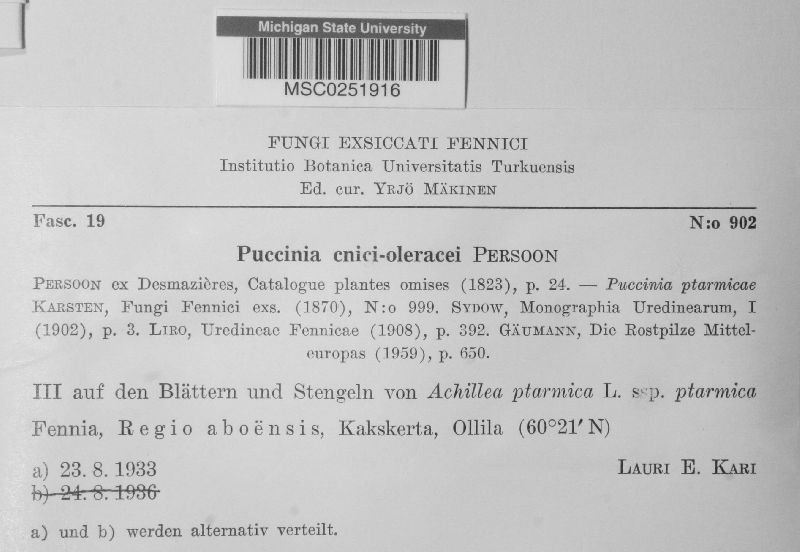 Michigan State University
MSC0251916
FUNGI EXSICCATI FENNICI
Institutio Botanica Universitatis Turkuensis
Ed. cur. YRJÖ MÄKINEN
Fasc. 19 N:o 902
Puccinia cnici-oleracei PERSOON
PERSOON ex Desmazières, Catalogue plantes omises (1823), p. 24. — Puccinia ptarmicae
KARSTEN, Fungi Fennici exs. (1870), N:o 999. SYDOW, Monographia Uredinearum, I
(1902), p. 3. LIRO, Uredineae Fennicae (1908), p. 392. GÄUMANN, Die Rostpilze Mittel-
europas (1959), p. 650.
III auf den Blättern und Stengeln von Achillea ptarmica L. ssp. ptarmica
Fennia, Regio aboënsis, Kakskerta, Ollila (60°21′ N)
a) 23. 8. 1933 LAURI E. KARI
b) 24. 8. 1936
a) und b) werden alternativ verteilt.